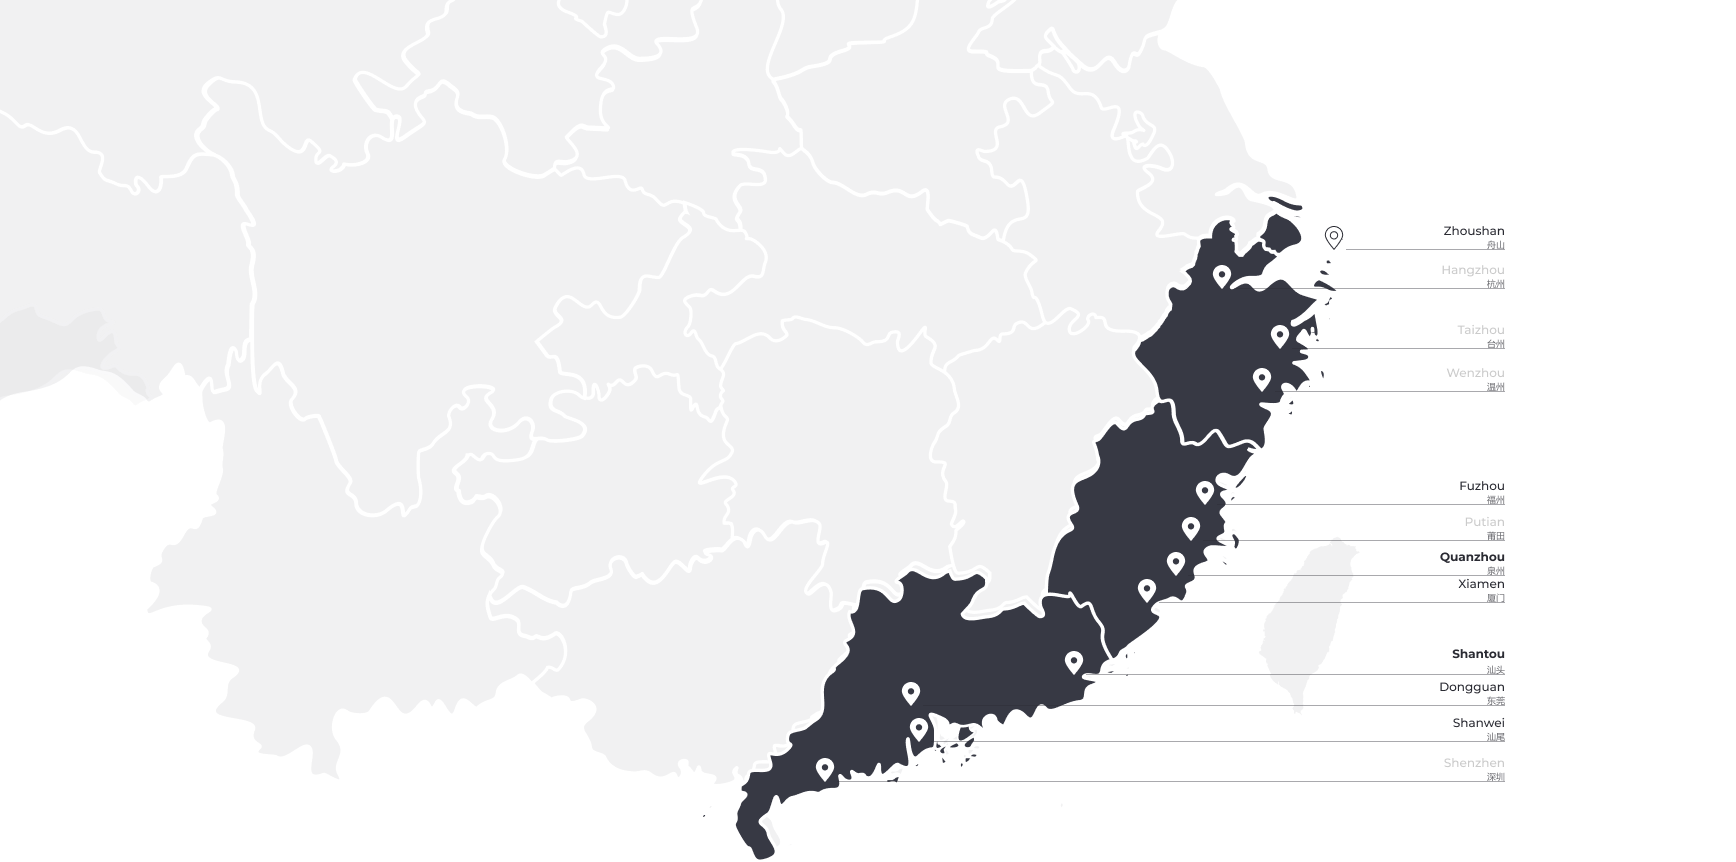 Zhoushan
舟山
Hangzhou
杭州
Taizhou
台州
Wenzhou
温州
Fuzhou
福州
Putian
莆田
Quanzhou
泉州
Xiamen
厦门
Shantou
汕头
Dongguan
东莞
Shanwei
汕尾
Shenzhen
深圳